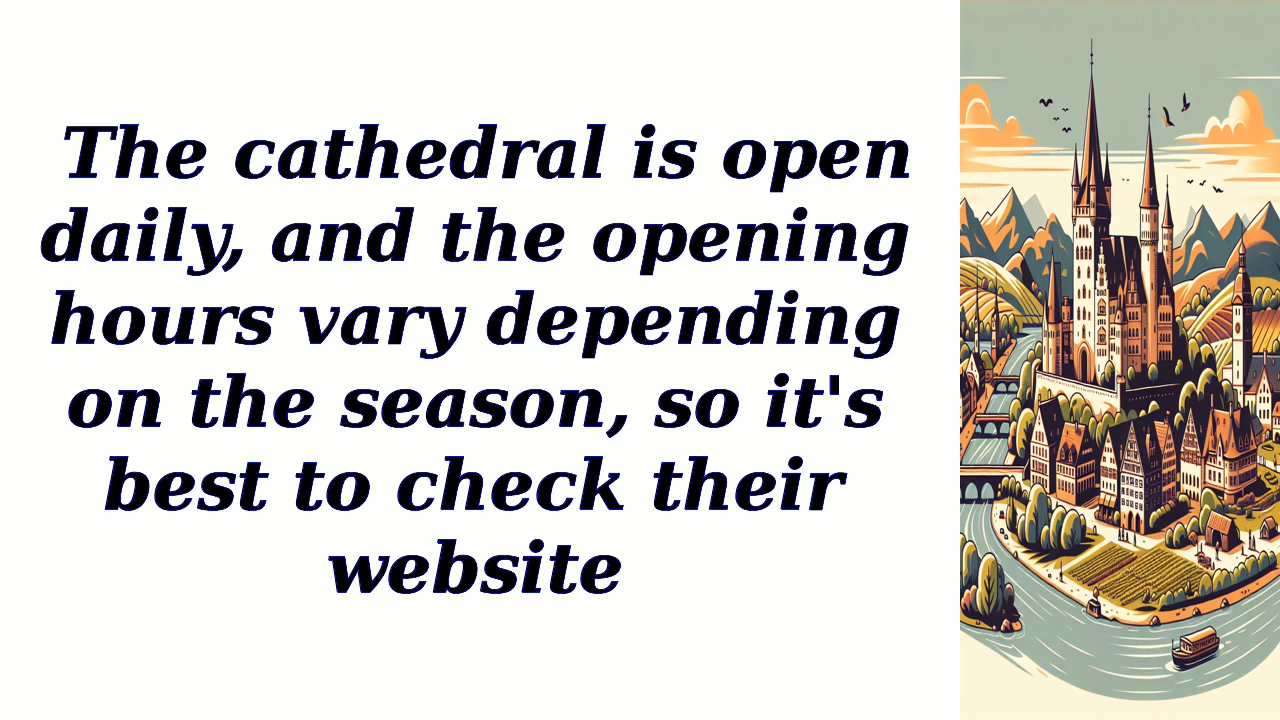 The cathedral is open
daily, and the opening
hours vary depending
on the season, so it's
best to check their
website